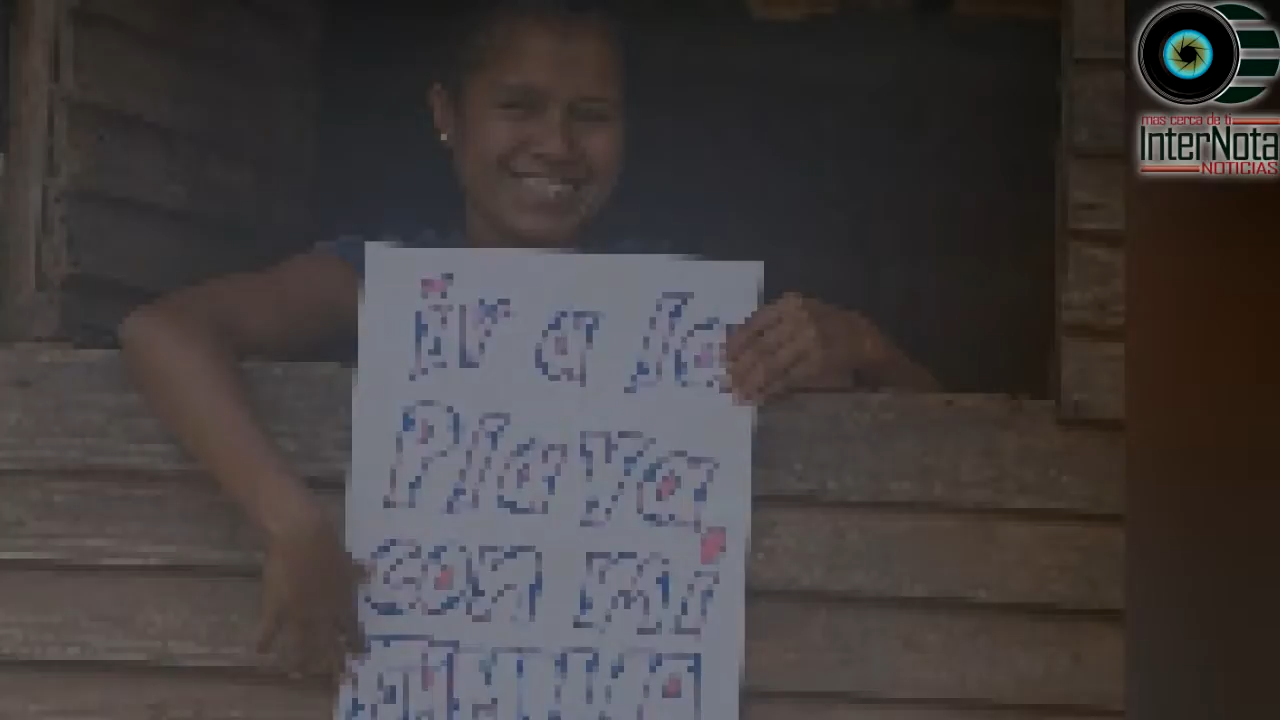 ir a la
Playa
con mi
mas cerca de ti
InterNota
NOTICIAS